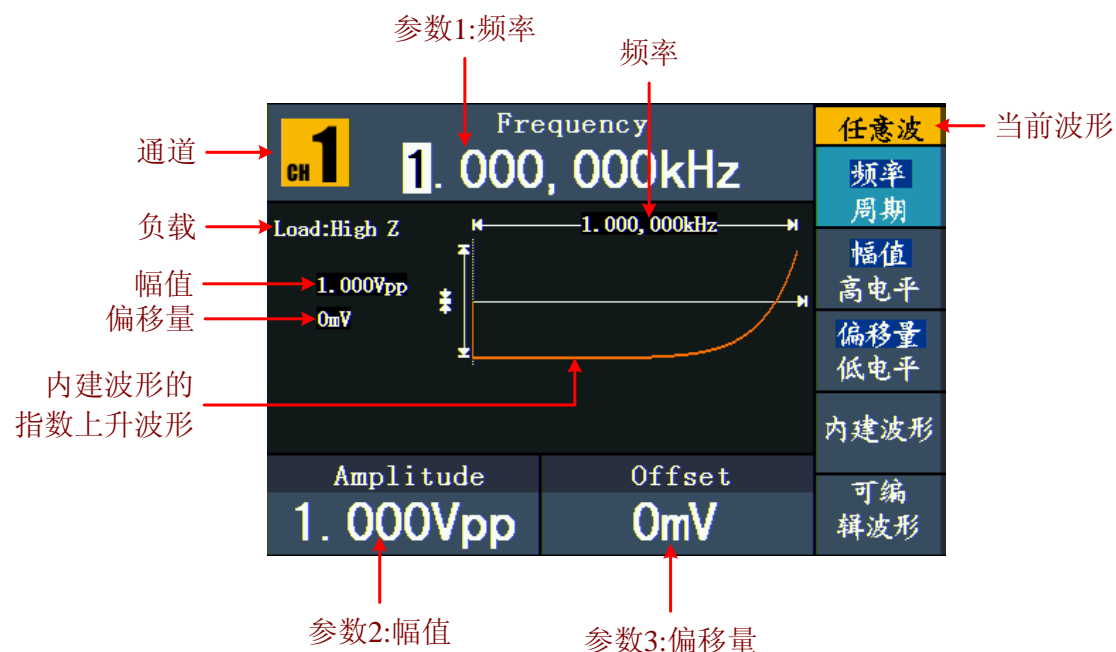 参数1:频率
频率
通道
CH1
Frequency
1.000,000kHz
任意波
当前波形
频率
周期
负载
Load:High Z
1.000,000kHz
幅值
1.000Vpp
幅值
高电平
偏移量
0mV
偏移量
低电平
内建波形的
指数上升波形
内建波形
Amplitude
1.000Vpp
Offset
0mV
可编
辑波形
参数2:幅值
参数3:偏移量